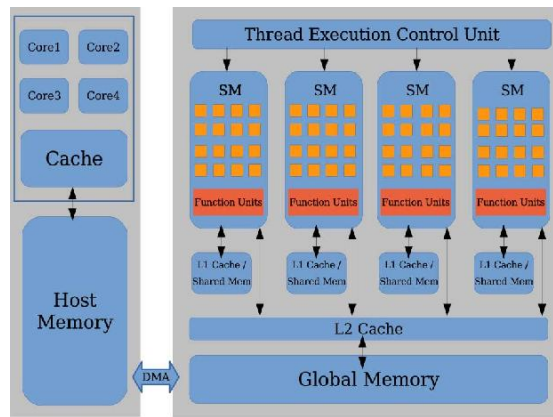 Core1
Core2
Core3
Core4
Cache
Host
Memory
DMA
Thread Execution Control Unit
SM
SM
SM
SM
Function Units
Function Units
Function Units
Function Units
L1 Cache /
Shared Mem
L1 Cache /
Shared Mem
L1 Cache /
Shared Mem
L1 Cache /
Shared Mem
L2 Cache
Global Memory